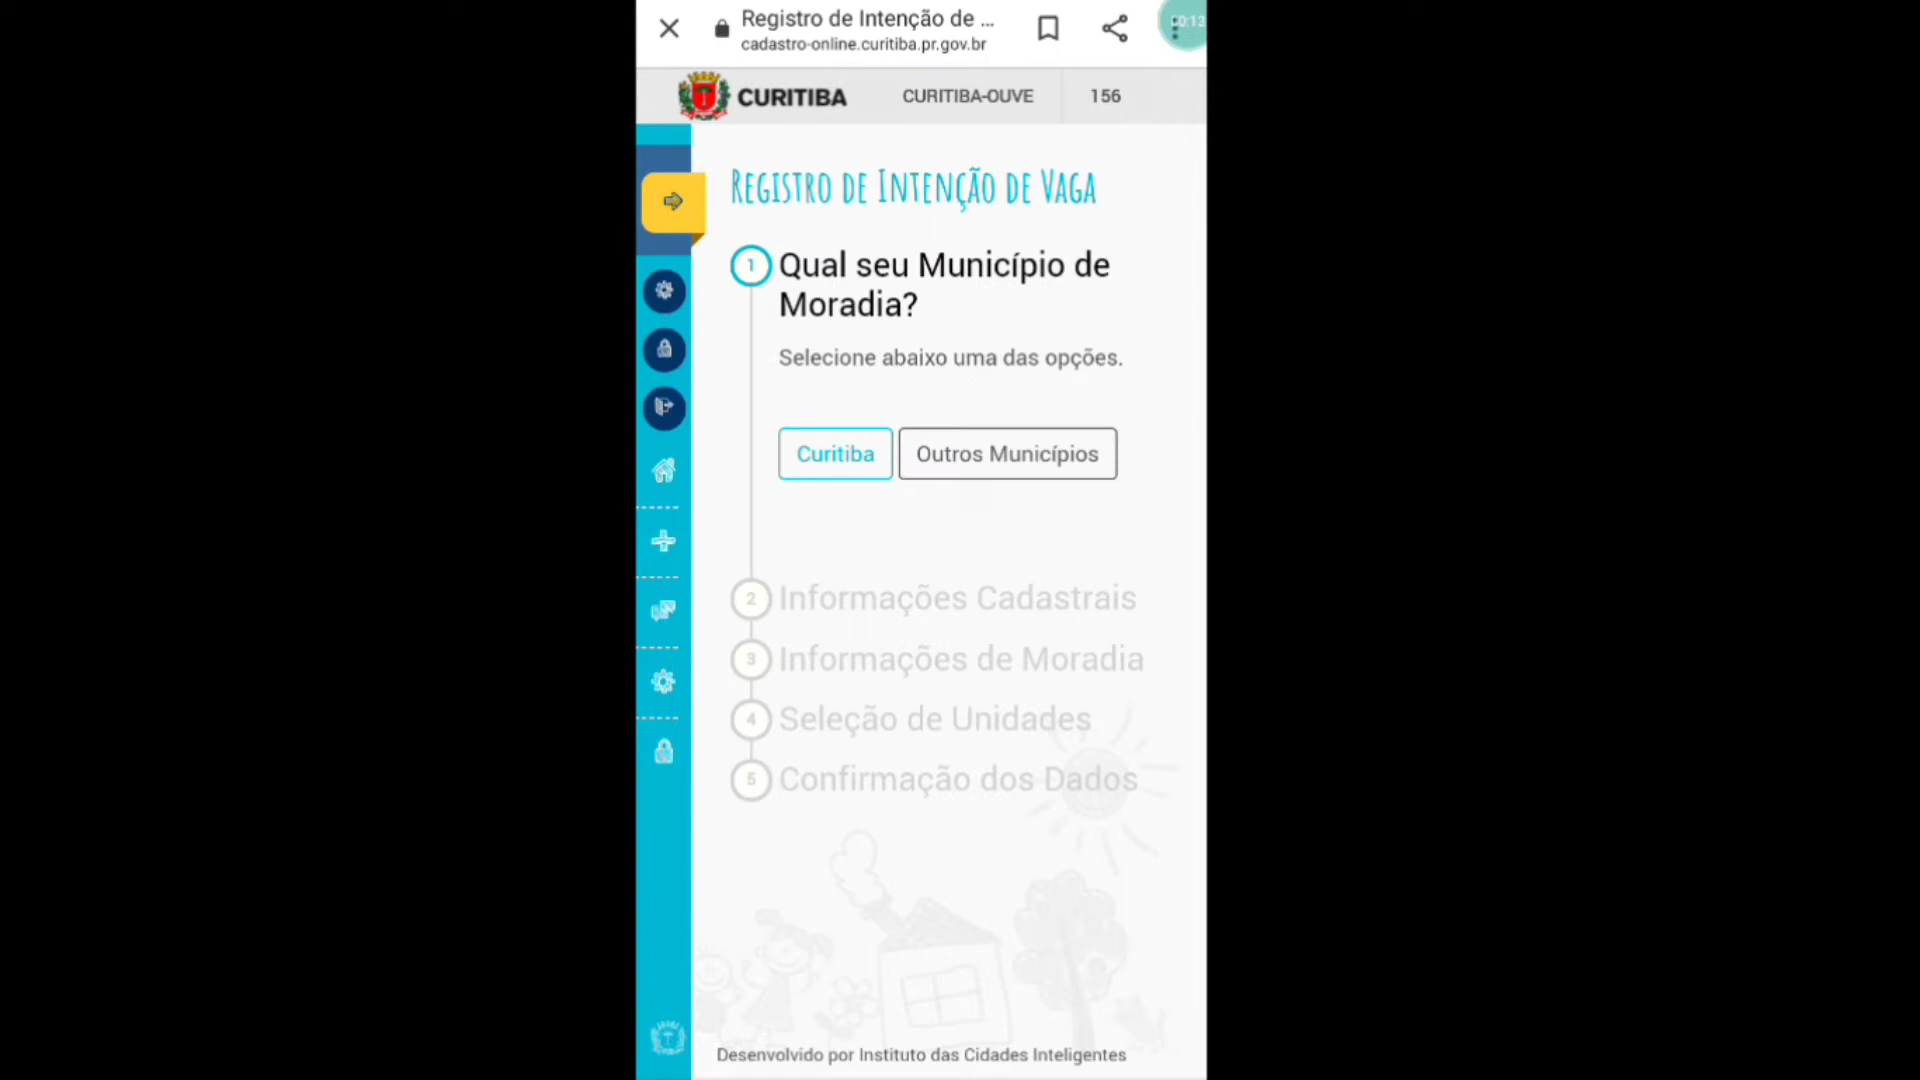 Registro de Intenção de ...
cadastro-online.curitiba.pr.gov.br
00:13
CURITIBA
CURITIBA-OUVE
156
REGISTRO DE INTENÇÃO DE VAGA
1
Qual seu Município de
Moradia?
Selecione abaixo uma das opções.
Curitiba
Outros Municípios
2 Informações Cadastrais
3 Informações de Moradia
4 Seleção de Unidades
5 Confirmação dos Dados
Desenvolvido por Instituto das Cidades Inteligentes